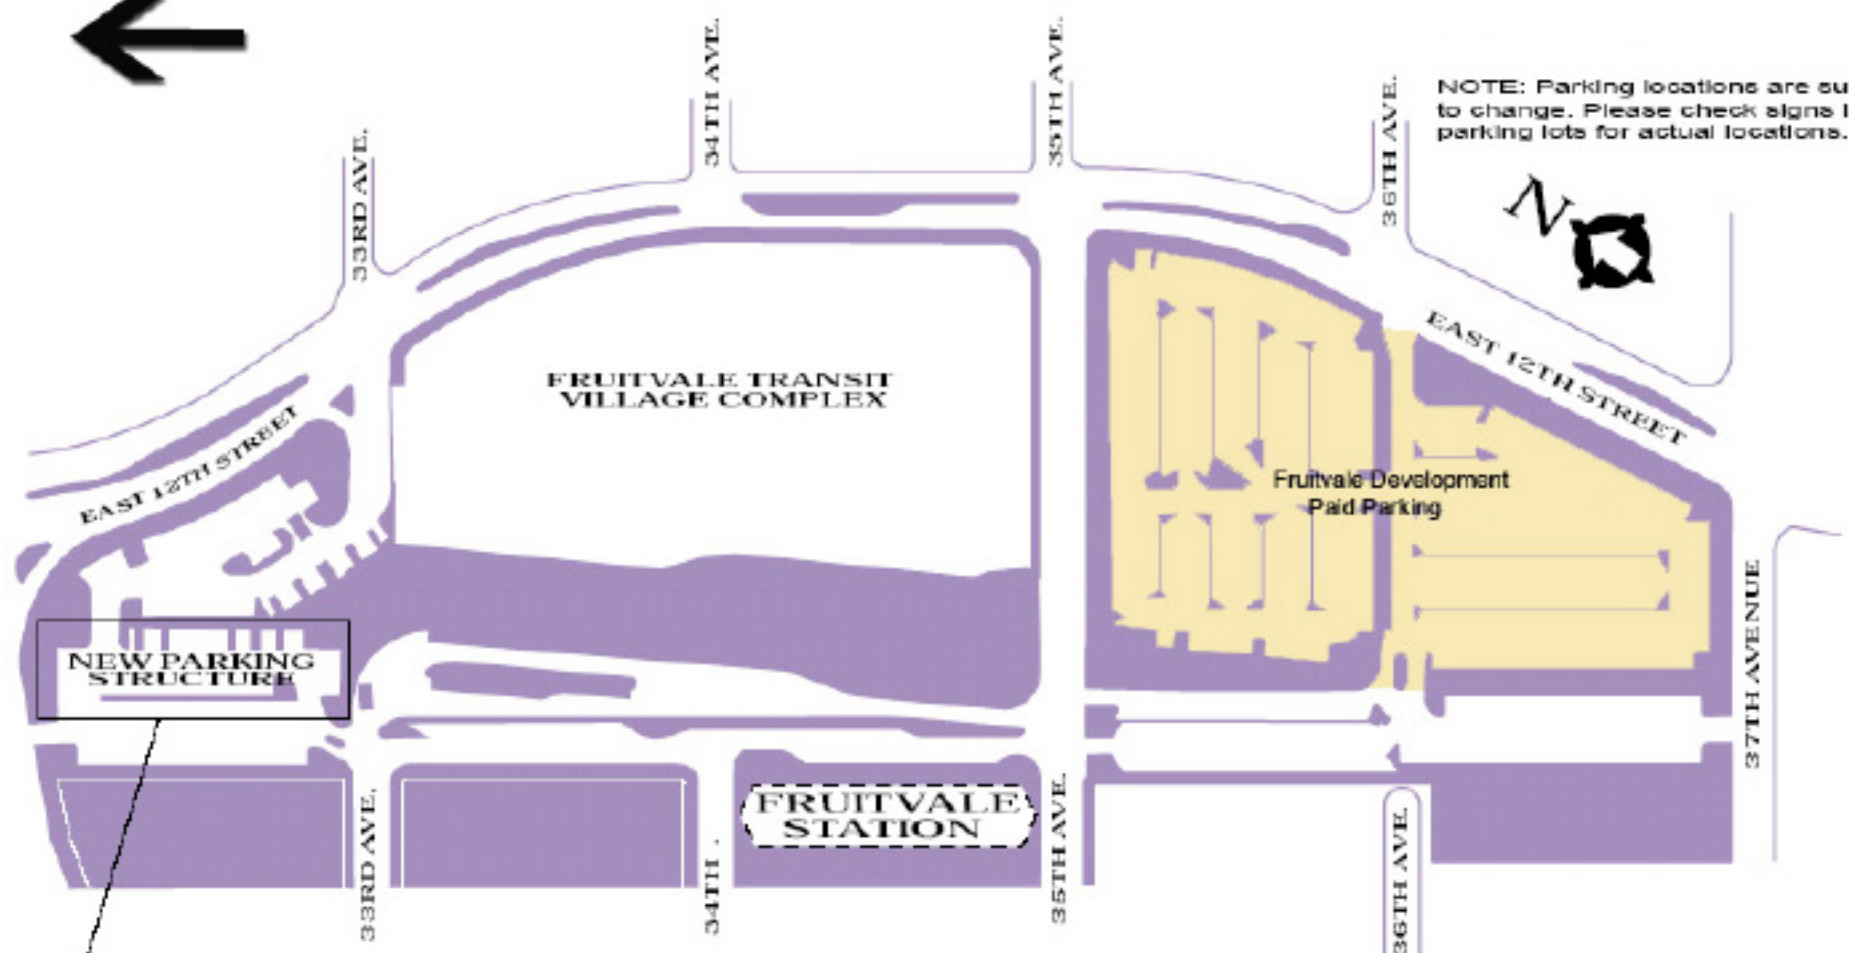 34TH AVE.
35TH AVE.
36TH AVE.
NOTE: Parking locations are su
to change. Please check signs i
parking lots for actual locations.
33RD AVE.
N
EAST 12TH STREET
FRUITVALE TRANSIT
VILLAGE COMPLEX
EAST 12TH STREET
Fruitvale Development
Paid Parking
NEW PARKING
STRUCTURE
37TH AVENUE
FRUITVALE
STATION
33RD AVE.
34TH .
35TH AVE.
36TH AVE.